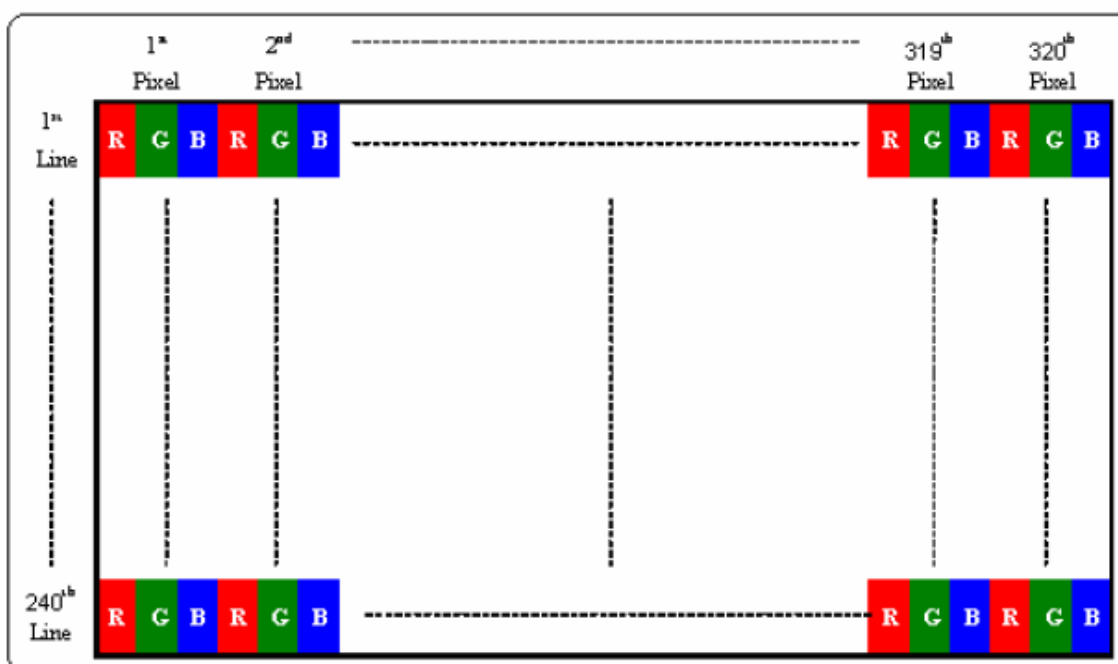 1st 2nd 319th 320th
Pixel Pixel Pixel Pixel
1st R G B R G B R G B R G B
Line
240th R G B R G B R G B R G B
Line